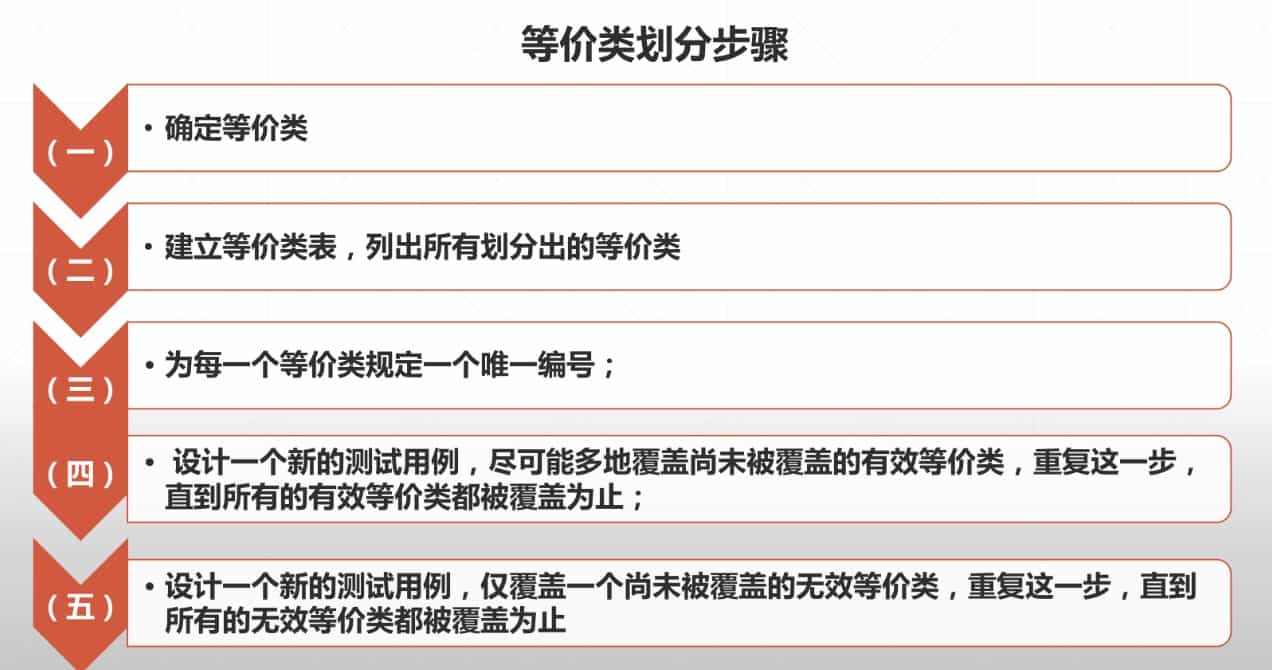 等价类划分步骤
（一）
• 确定等价类
（二）
• 建立等价类表，列出所有划分出的等价类
（三）
• 为每一个等价类规定一个唯一编号；
（四）
• 设计一个新的测试用例，尽可能多地覆盖尚未被覆盖的有效等价类，重复这一步，
直到所有的有效等价类都被覆盖为止；
（五）
• 设计一个新的测试用例，仅覆盖一个尚未被覆盖的无效等价类，重复这一步，直到
所有的无效等价类都被覆盖为止